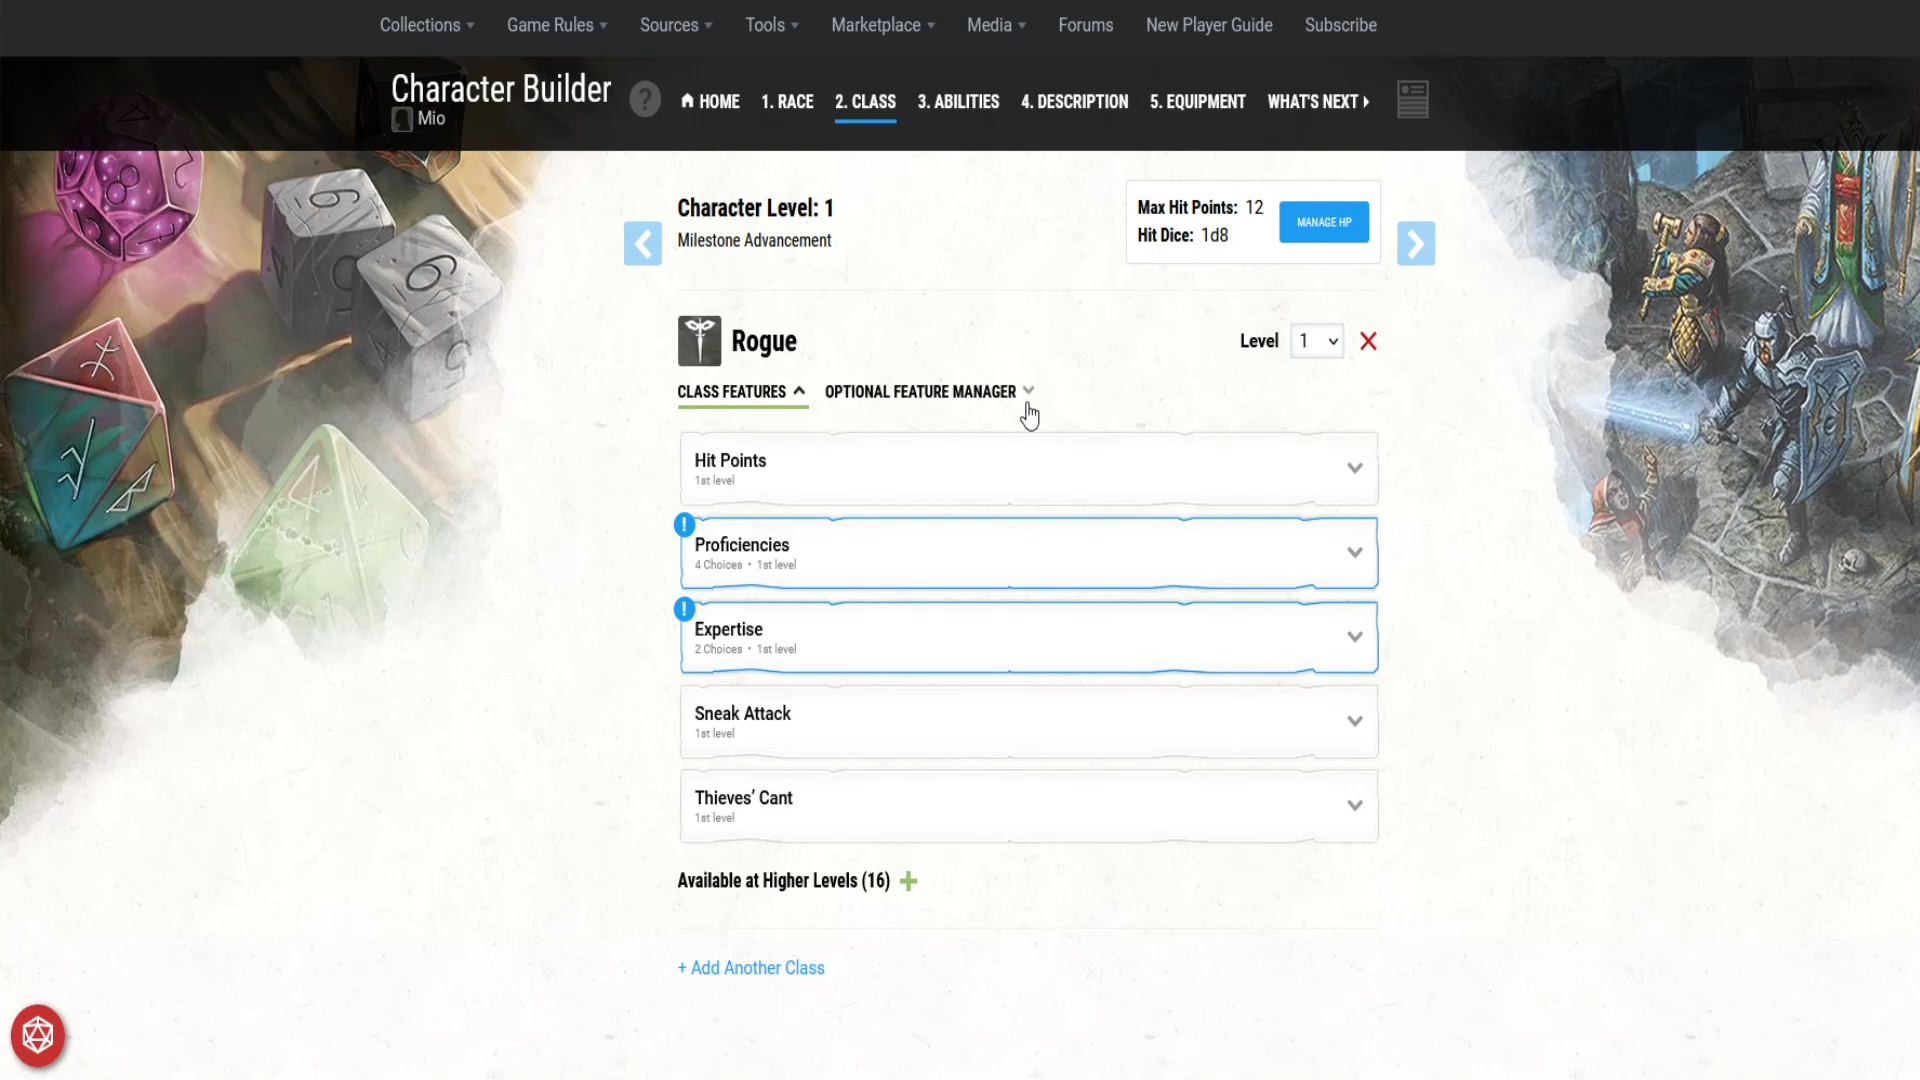 Collections Game Rules Sources Tools Marketplace Media Forums New Player Guide Subscribe
Character Builder
Mio
? HOME 1. RACE 2. CLASS 3. ABILITIES 4. DESCRIPTION 5. EQUIPMENT WHAT'S NEXT
Character Level: 1
Milestone Advancement
Max Hit Points: 12
Hit Dice: 1d8
MANAGE HP
Rogue
Level 1
CLASS FEATURES OPTIONAL FEATURE MANAGER
Hit Points
1st level
!
Proficiencies
4 Choices • 1st level
!
Expertise
2 Choices • 1st level
Sneak Attack
1st level
Thieves’ Cant
1st level
Available at Higher Levels (16)
+ Add Another Class